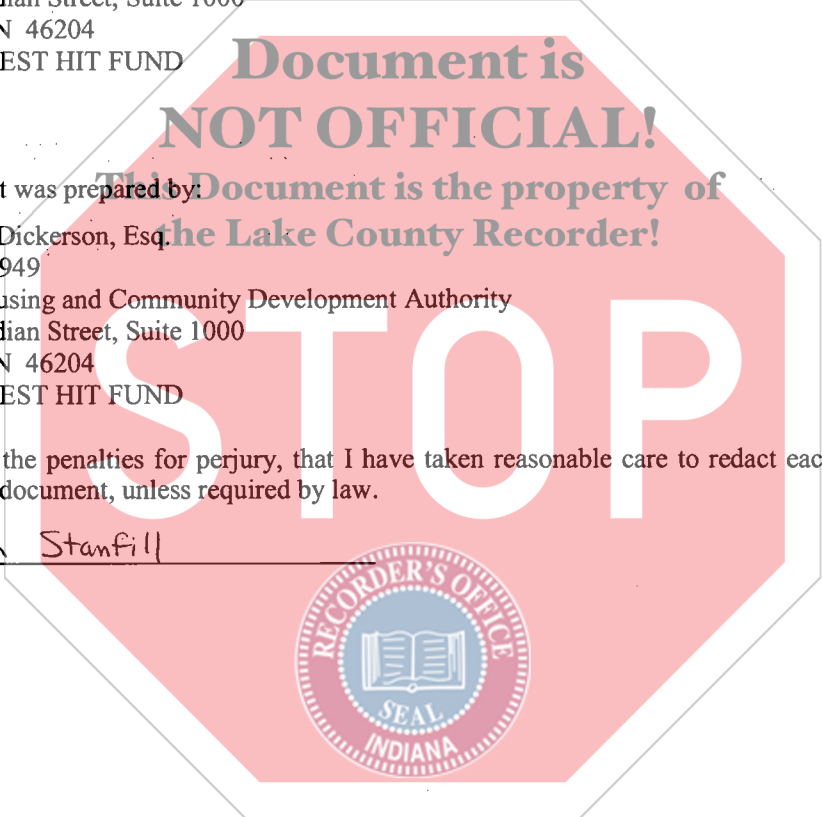 ian Street, Suite 1000
N 46204
EST HIT FUND
Document is
NOT OFFICIAL!
This Document is the property of
the Lake County Recorder!
t was prepared by:
Dickerson, Esq.
949
using and Community Development Authority
dian Street, Suite 1000
N 46204
EST HIT FUND
STOP
the penalties for perjury, that I have taken reasonable care to redact eac
document, unless required by law.
Stanfill
RECORDER'S OFFICE
SEAL
INDIANA